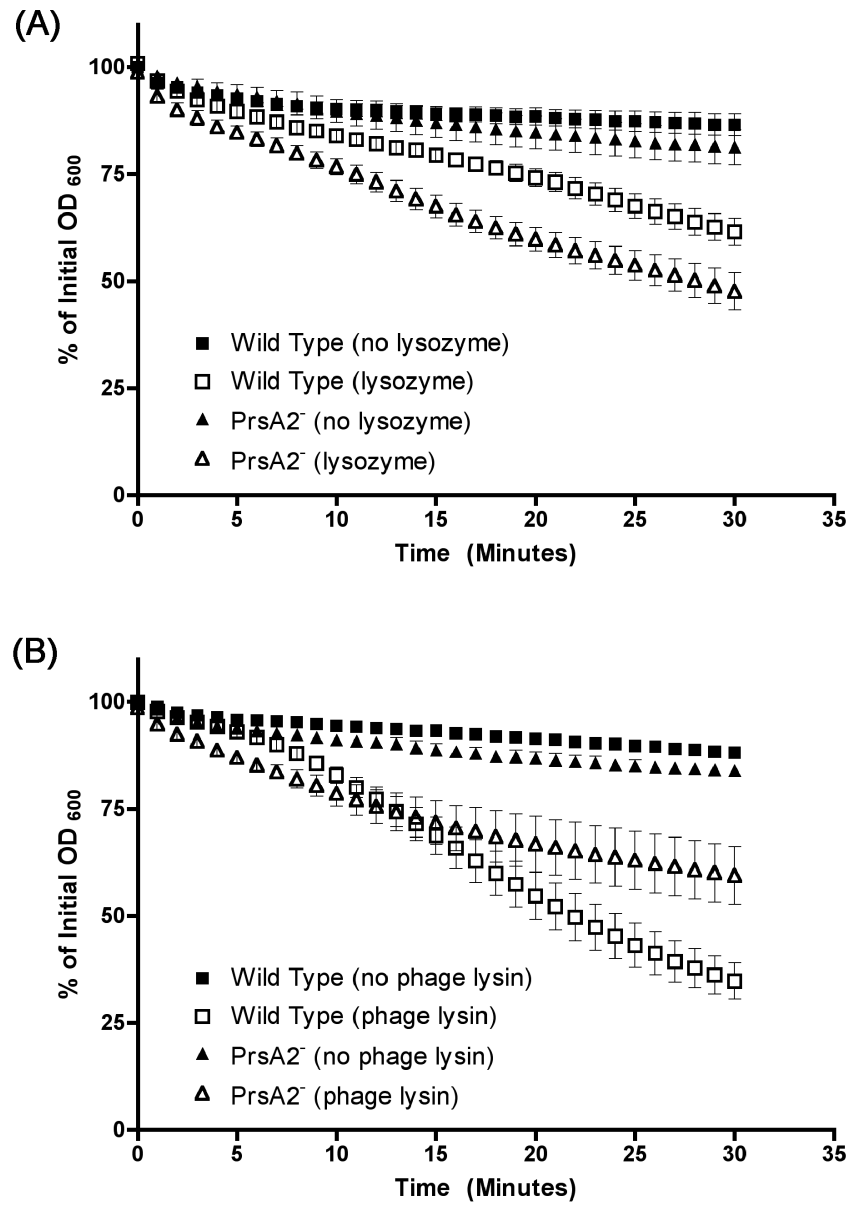 (A)
100
75
50
25
0
% of Initial OD 600
Wild Type (no lysozyme)
Wild Type (lysozyme)
PrsA2- (no lysozyme)
PrsA2- (lysozyme)
0 5 10 15 20 25 30 35
Time (Minutes)
(B)
100
75
50
25
0
% of Initial OD 600
Wild Type (no phage lysin)
Wild Type (phage lysin)
PrsA2- (no phage lysin)
PrsA2- (phage lysin)
0 5 10 15 20 25 30 35
Time (Minutes)